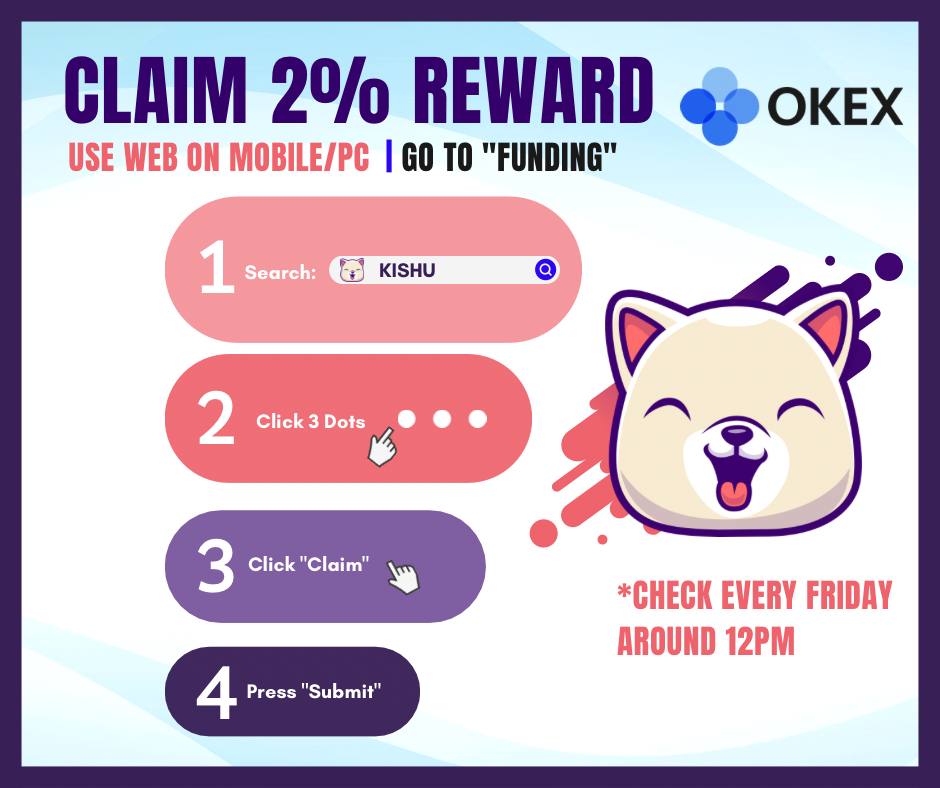 CLAIM 2% REWARD
OKEX
USE WEB ON MOBILE/PC | GO TO "FUNDING"
1 Search: KISHU
2 Click 3 Dots
3 Click "Claim"
4 Press "Submit"
*CHECK EVERY FRIDAY
AROUND 12PM